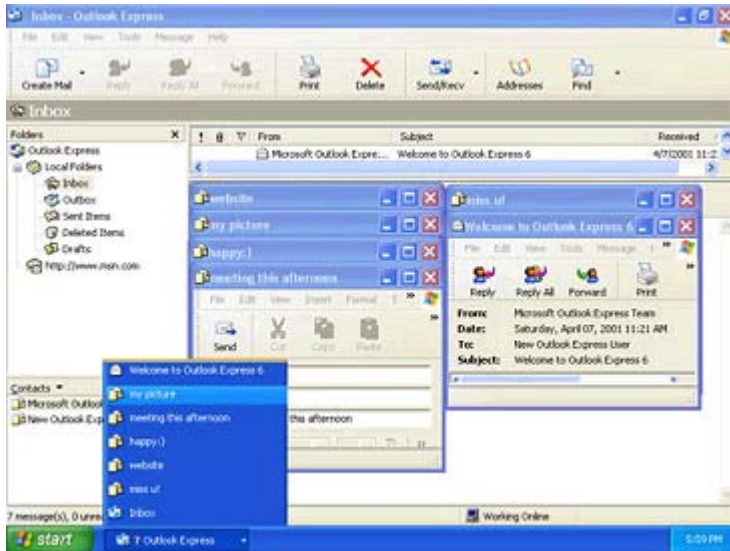 Inbox - Outlook Express
File Edit View Tools Message Help
Create Mail Reply Reply All Forward Print Delete Send/Recv Addresses Find
Inbox
Folders
Outlook Express
Local Folders
Inbox
Outbox
Sent Items
Deleted Items
Drafts
http://www.msn.com
! From Subject Received
Microsoft Outlook Expre... Welcome to Outlook Express 6 4/7/2001 11:2
website
my picture
happy:)
meeting this afternoon
File Edit View Insert Format
Send Cut Copy Paste
this afternoon
miss u!
Welcome to Outlook Express 6
File Edit View Tools Message
Reply Reply All Forward Print
From: Microsoft Outlook Express Team
Date: Saturday, April 07, 2001 11:21 AM
To: New Outlook Express User
Subject: Welcome to Outlook Express 6
Contacts
Microsoft Outloo
New Outlook Exp
Welcome to Outlook Express 6
my picture
meeting this afternoon
happy:)
website
miss u!
Inbox
7 message(s), 0 unre
Working Online
start
7 Outlook Express
5:09 PM